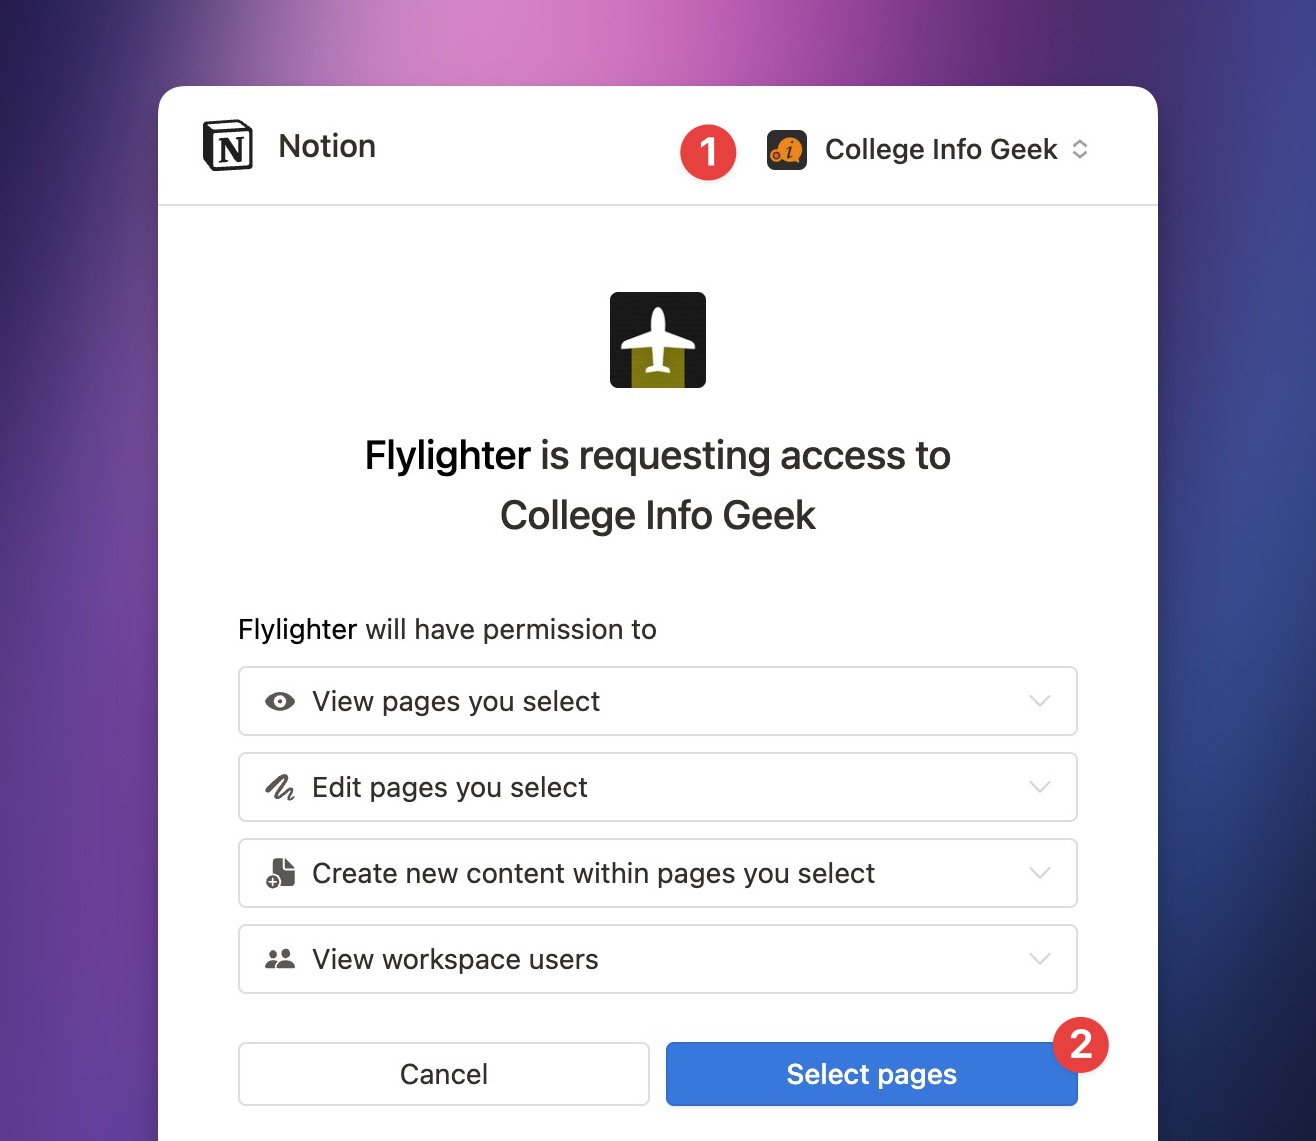 Notion
1
College Info Geek
Flylighter is requesting access to
College Info Geek
Flylighter will have permission to
View pages you select
Edit pages you select
Create new content within pages you select
View workspace users
2
Cancel
Select pages